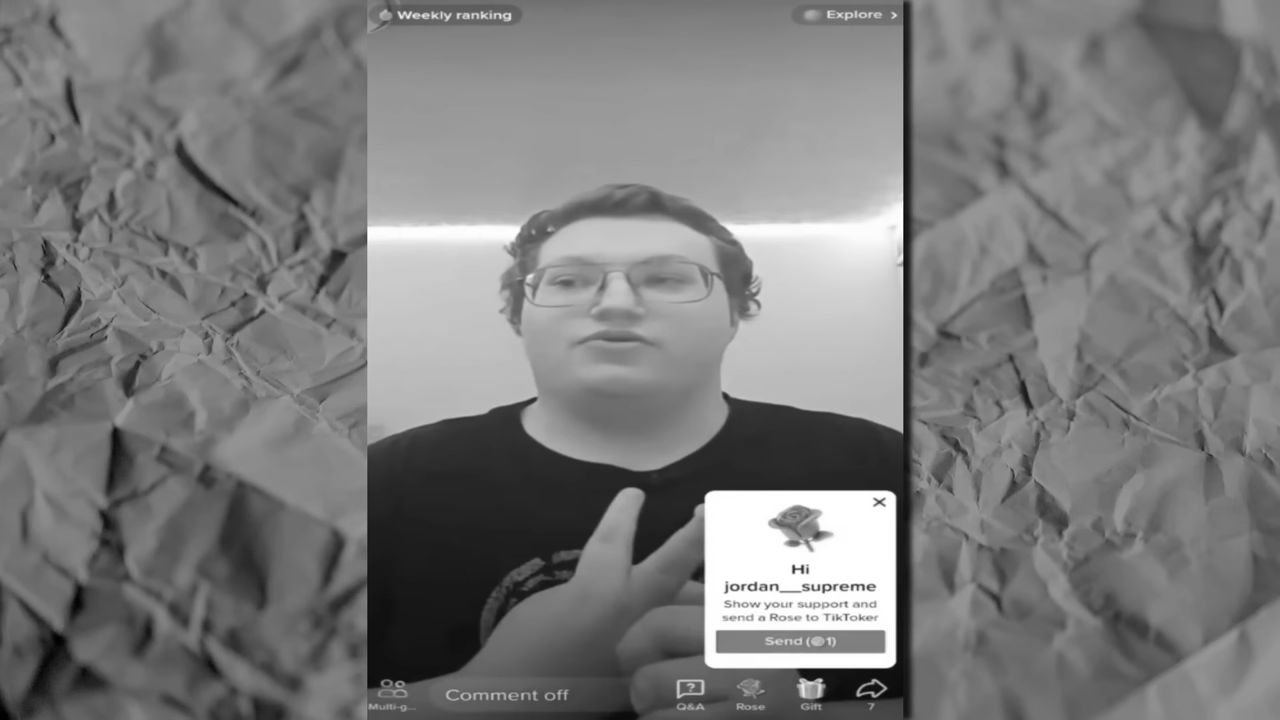 Weekly ranking
Explore >
Hi
jordan__supreme
Show your support and
send a Rose to TikToker
Send (1)
Comment off
Multi-g...
Q&A
Rose
Gift
7